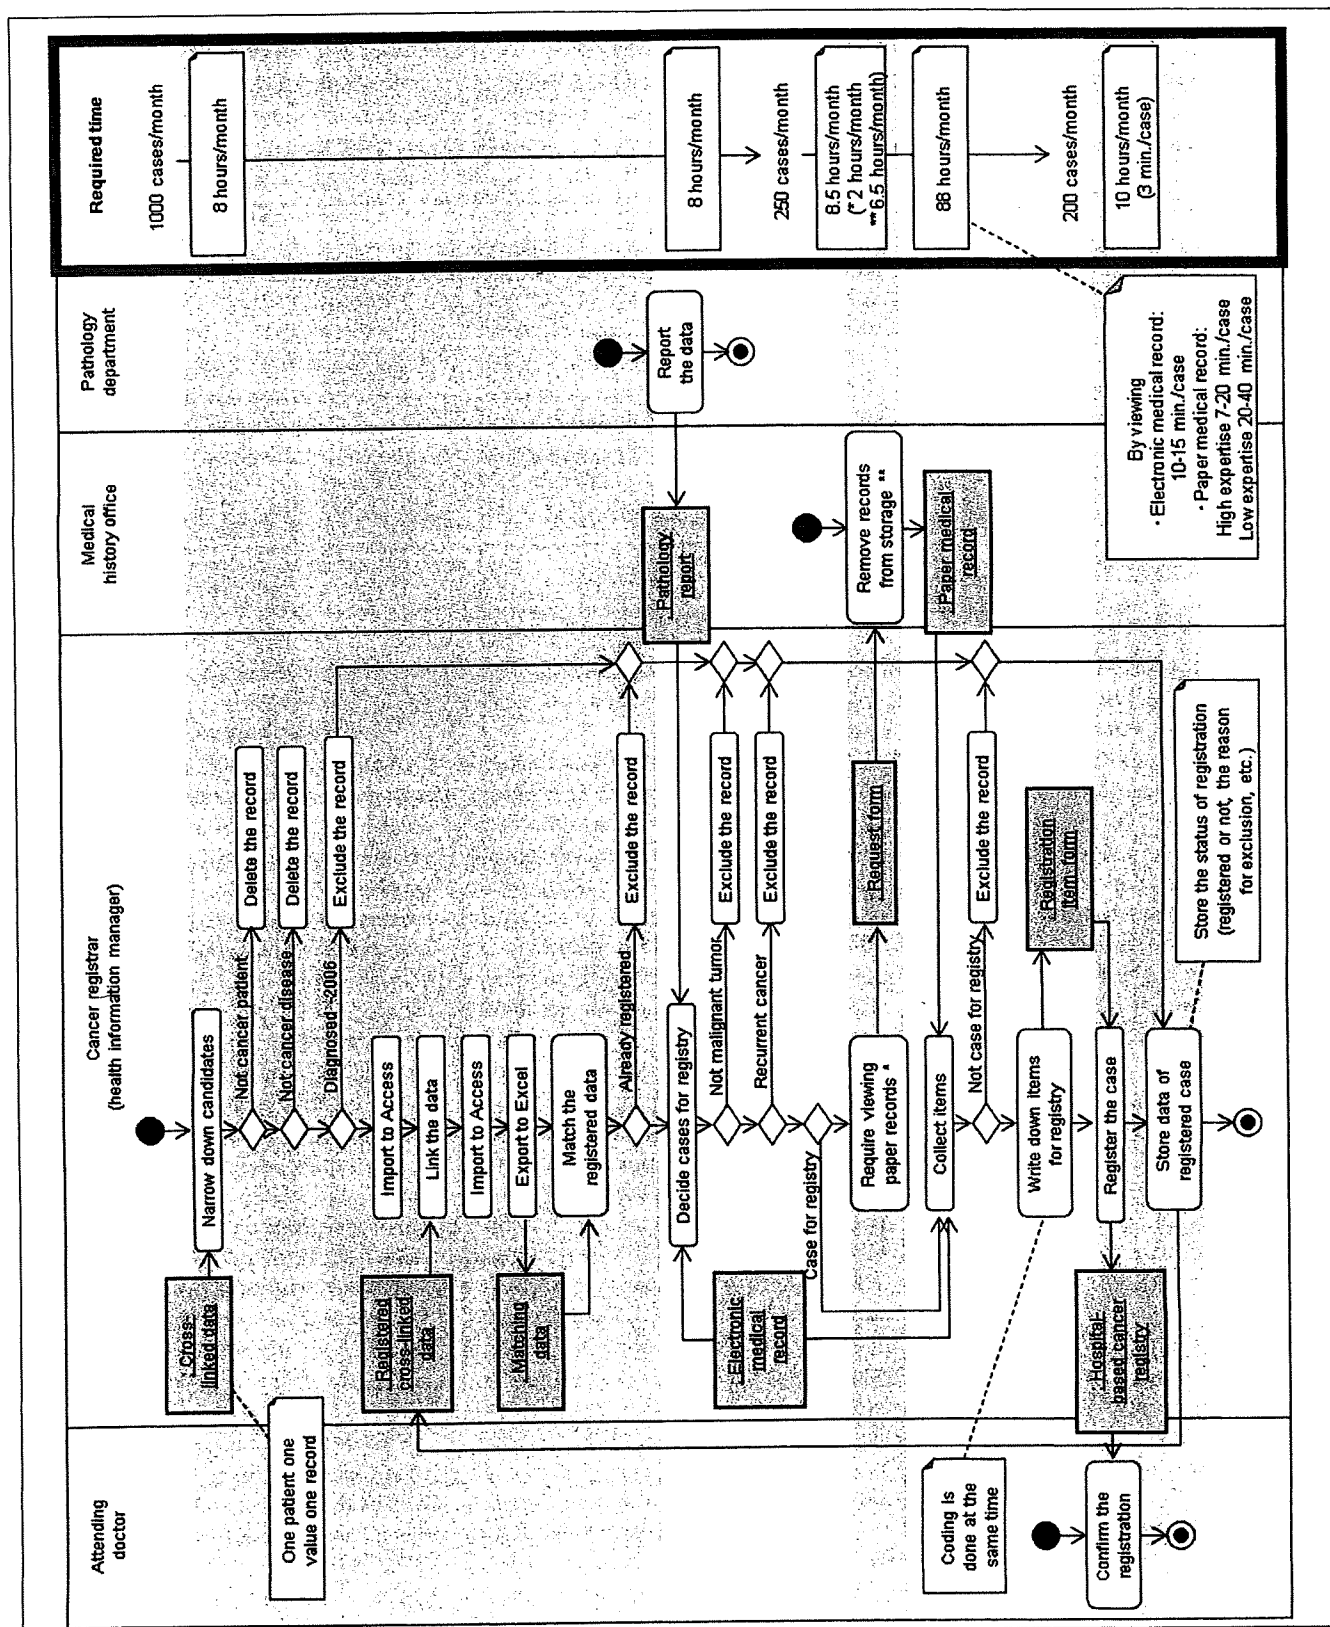 Attending
doctor
Cancer registrar
(health information manager)
Medical
history office
Pathology
department
Required time
One patient one
value one record
: Cross-
linked data
Narrow down candidates
Not cancer patient
Delete the record
Not cancer disease
Delete the record
Diagnosed ~2006
Exclude the record
1000 cases/month
8 hours/month
Import to Access
: Registered
cross-linked
data
Link the data
Import to Access
Export to Excel
: Matching
data
Match the
registered data
Already registered
Exclude the record
: Pathology
report
Report
the data
8 hours/month
Decide cases for registry
Not malignant tumor
Exclude the record
Recurrent cancer
Exclude the record
: Electronic
medical
record
Case for registry
250 cases/month
Require viewing
paper records *
: Request form
Remove records
from storage **
8.5 hours/month
(* 2 hours/month
** 6.5 hours/month)
Collect items
: Paper medical
record
88 hours/month
Not case for registry
Exclude the record
Coding is
done at the
same time
Write down items
for registry
: Registration
item form
200 cases/month
Confirm the
registration
: Hospital-
based cancer
registry
Register the case
10 hours/month
(3 min./case)
Store data of
registered case
Store the status of registration
(registered or not, the reason
for exclusion, etc.)
By viewing
· Electronic medical record:
10-15 min./case
· Paper medical record:
High expertise 7-20 min./case
Low expertise 20-40 min./case